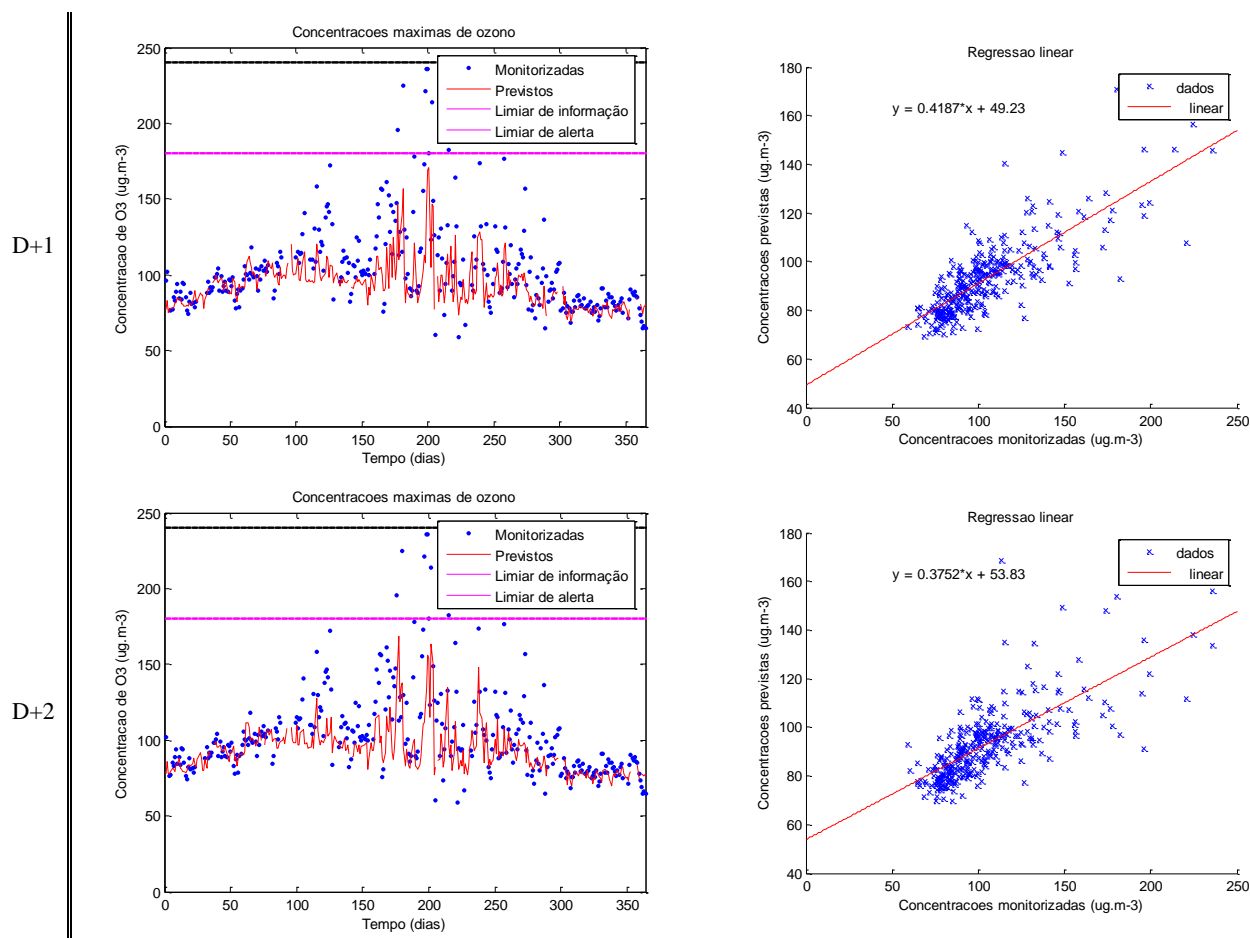 D+1
Concentracoes maximas de ozono
Concentracao de O3 (ug.m-3)
250
200
150
100
50
0
Monitorizadas
Previstos
Limiar de informação
Limiar de alerta
0 50 100 150 200 250 300 350
Tempo (dias)
Regressao linear
Concentracoes previstas (ug.m-3)
180
160
140
120
100
80
60
40
y = 0.4187*x + 49.23
dados
linear
0 50 100 150 200 250
Concentracoes monitorizadas (ug.m-3)
D+2
Concentracoes maximas de ozono
Concentracao de O3 (ug.m-3)
250
200
150
100
50
0
Monitorizadas
Previstos
Limiar de informação
Limiar de alerta
0 50 100 150 200 250 300 350
Tempo (dias)
Regressao linear
Concentracoes previstas (ug.m-3)
180
160
140
120
100
80
60
40
y = 0.3752*x + 53.83
dados
linear
0 50 100 150 200 250
Concentracoes monitorizadas (ug.m-3)